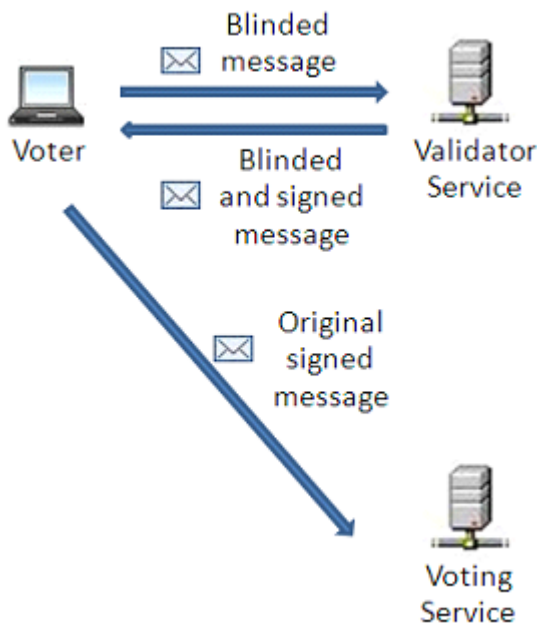 Blinded
message
Voter
Validator
Service
Blinded
and signed
message
Original
signed
message
Voting
Service